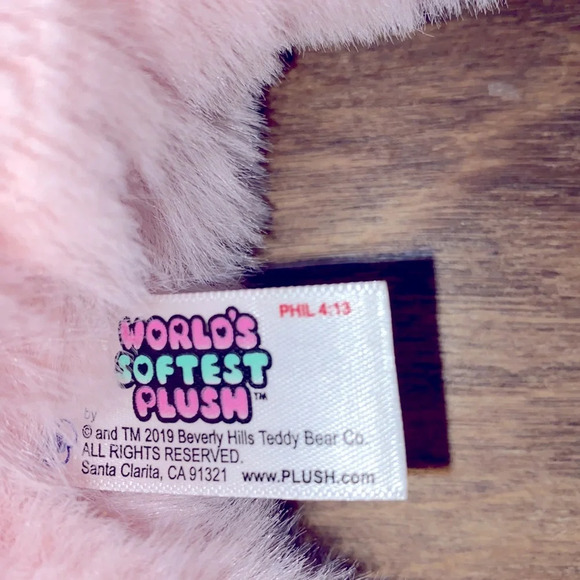 PHIL 4:13
WORLD'S
SOFTEST
PLUSH™
by
© and TM 2019 Beverly Hills Teddy Bear Co.
ALL RIGHTS RESERVED.
Santa Clarita, CA 91321 www.PLUSH.com